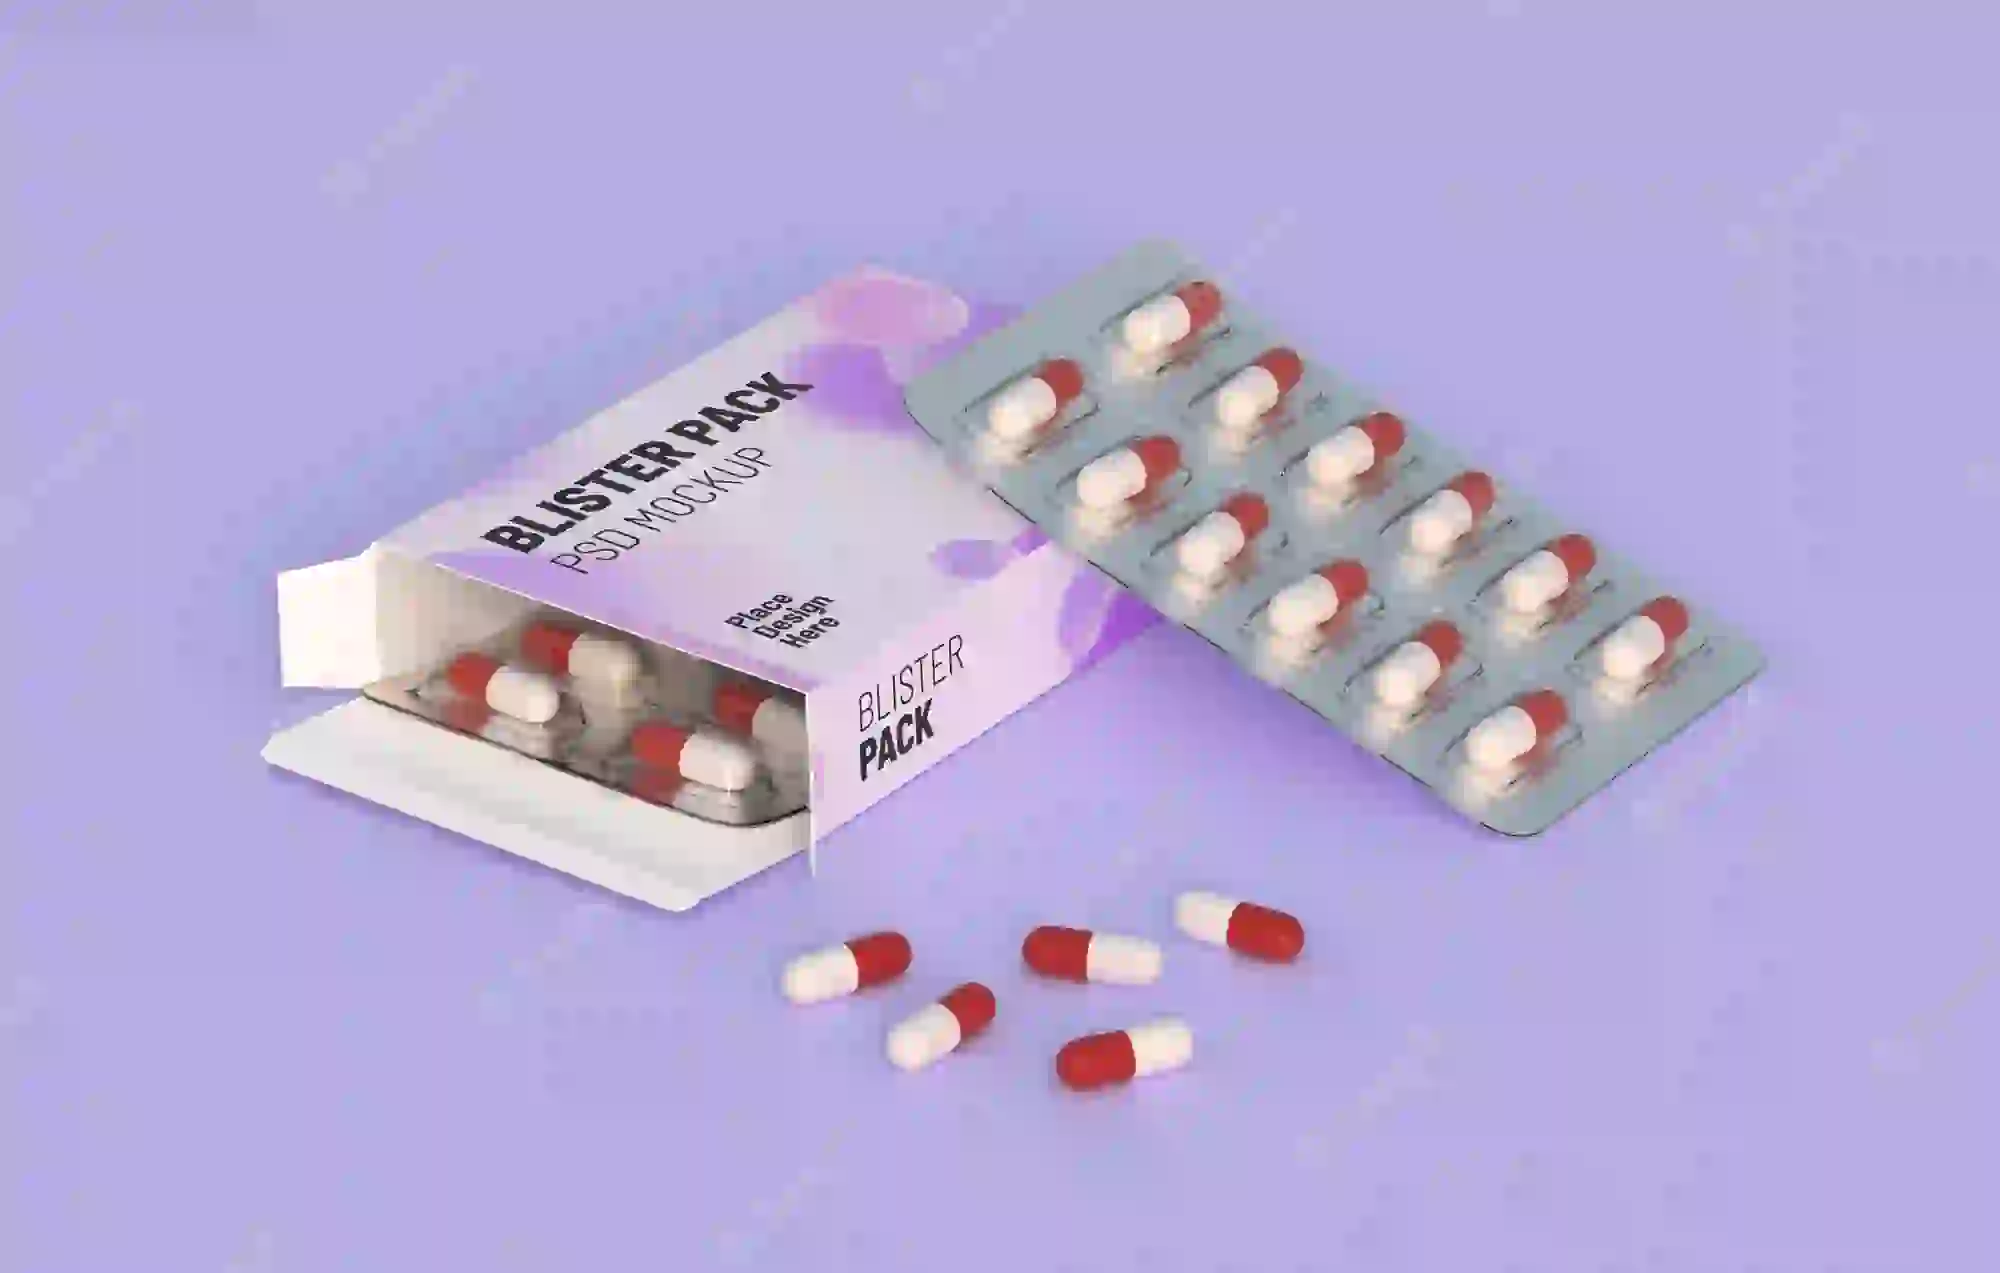 BLISTER PACK
PSD MOCKUP
Place
Design
Here
BLISTER
PACK